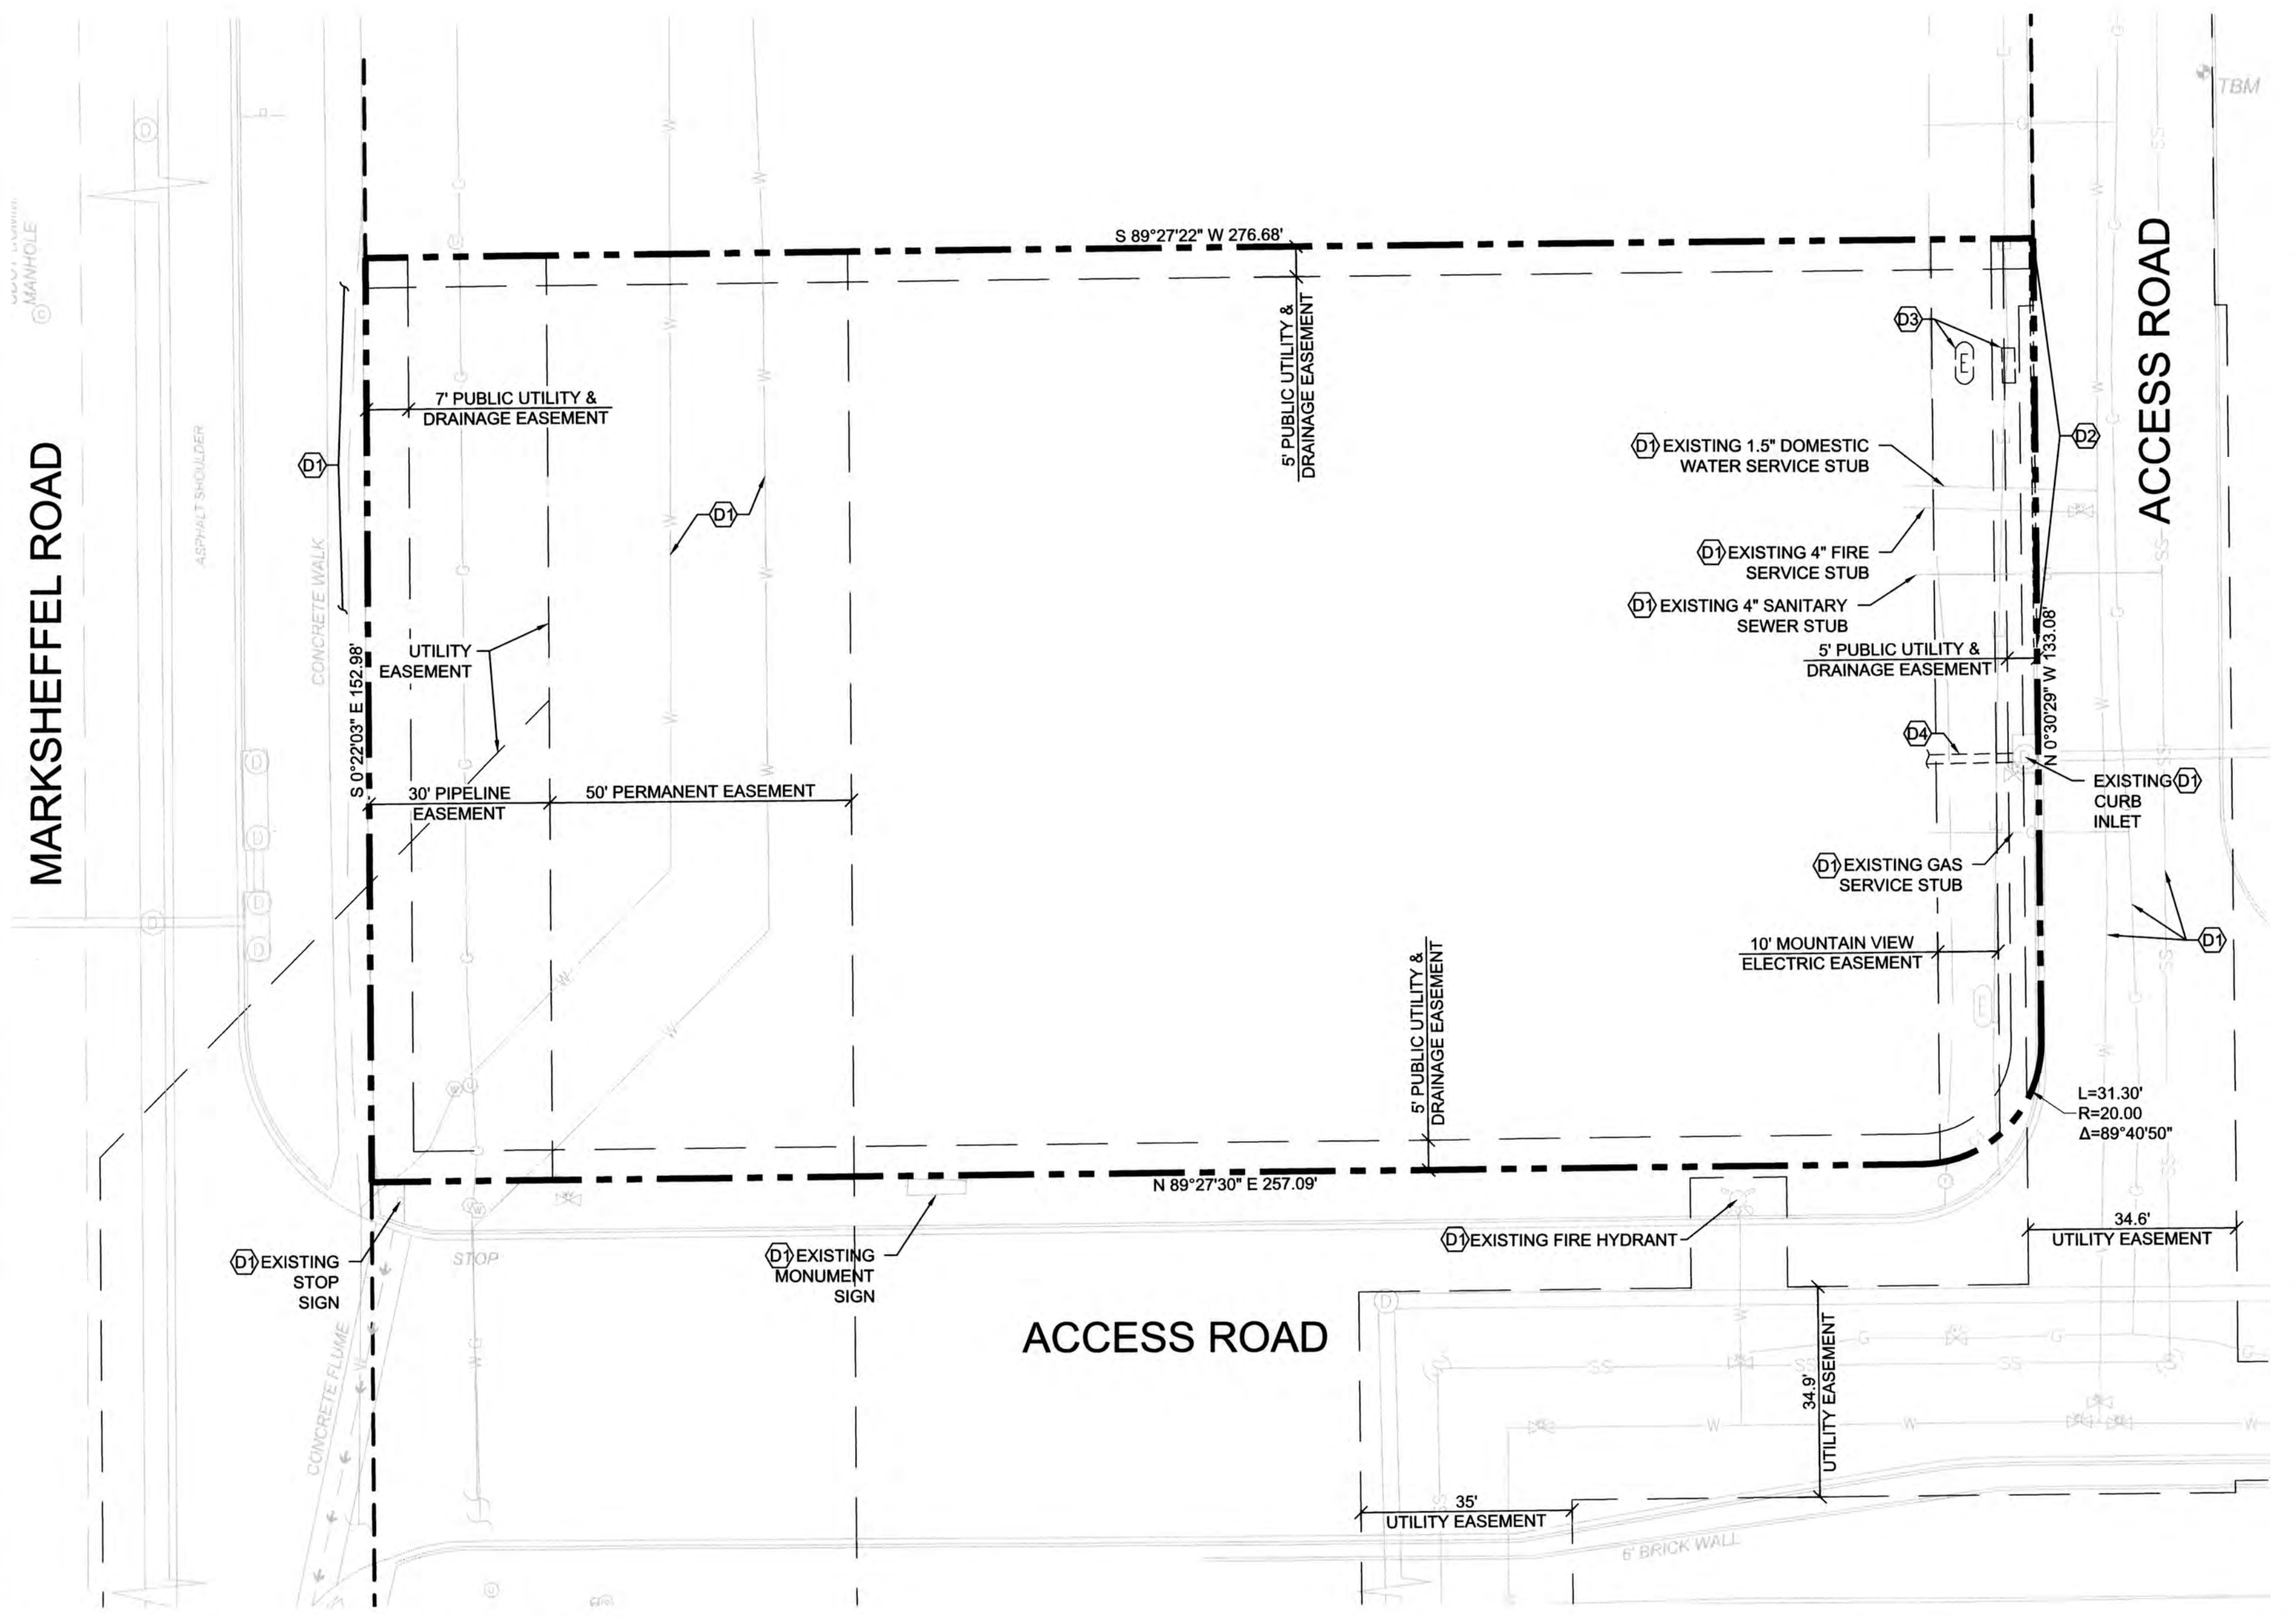 TBM
MANHOLE
S 89°27'22" W 276.68'
ACCESS ROAD
D3
E
5' PUBLIC UTILITY &
DRAINAGE EASEMENT
7' PUBLIC UTILITY &
DRAINAGE EASEMENT
D1
D1
D2
MARKSHEFFEL ROAD
ASPHALT SHOULDER
CONCRETE WALK
D1 EXISTING 1.5" DOMESTIC
WATER SERVICE STUB
D1 EXISTING 4" FIRE
SERVICE STUB
D1 EXISTING 4" SANITARY
SEWER STUB
5' PUBLIC UTILITY &
DRAINAGE EASEMENT
N 0°30'29" W 133.08'
UTILITY
EASEMENT
S 0°22'03" E 152.98'
D4
30' PIPELINE
EASEMENT
50' PERMANENT EASEMENT
EXISTING D1
CURB
INLET
D1 EXISTING GAS
SERVICE STUB
10' MOUNTAIN VIEW
ELECTRIC EASEMENT
D1
5' PUBLIC UTILITY &
DRAINAGE EASEMENT
L=31.30'
R=20.00
Δ=89°40'50"
N 89°27'30" E 257.09'
D1 EXISTING
STOP
SIGN
STOP
D1 EXISTING
MONUMENT
SIGN
D1 EXISTING FIRE HYDRANT
34.6'
UTILITY EASEMENT
ACCESS ROAD
CONCRETE FLUME
34.9'
UTILITY EASEMENT
35'
UTILITY EASEMENT
6' BRICK WALL